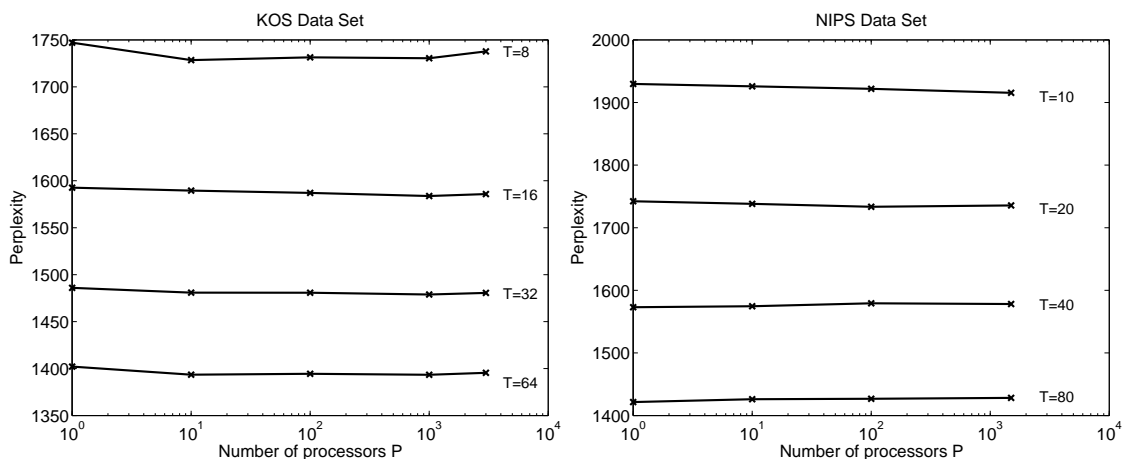 KOS Data Set
1750
1700
1650
1600
1550
1500
1450
1400
1350
Perplexity
T=8
T=16
T=32
T=64
10^0
10^1
10^2
10^3
10^4
Number of processors P
NIPS Data Set
2000
1900
1800
1700
1600
1500
1400
Perplexity
T=10
T=20
T=40
T=80
10^0
10^1
10^2
10^3
10^4
Number of processors P